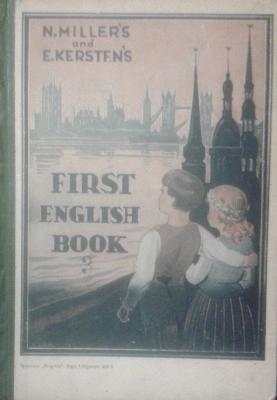 N. MILLER'S
and
E. KERSTEN'S
FIRST
ENGLISH
BOOK